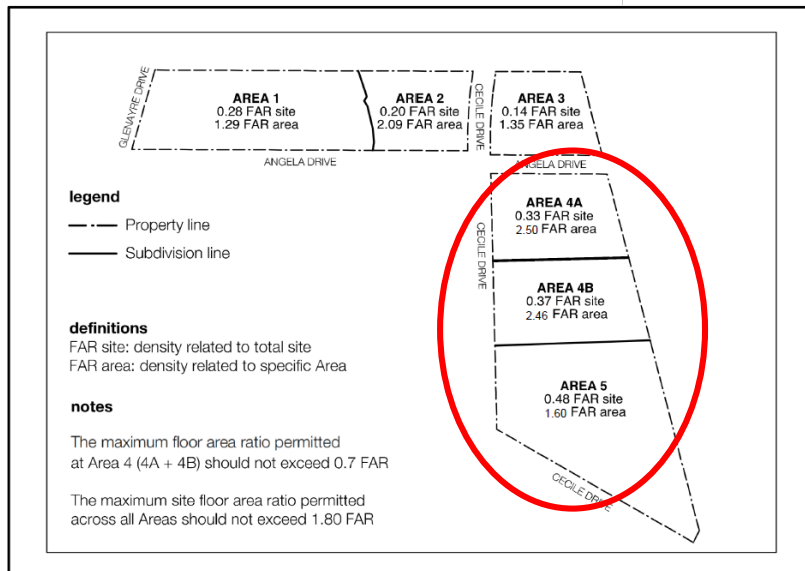 GLENAYRE DRIVE
AREA 1
0.28 FAR site
1.29 FAR area
AREA 2
0.20 FAR site
2.09 FAR area
CECILE DRIVE
AREA 3
0.14 FAR site
1.35 FAR area
ANGELA DRIVE
ANGELA DRIVE
legend
Property line
Subdivision line
CECILE DRIVE
AREA 4A
0.33 FAR site
2.50 FAR area
AREA 4B
0.37 FAR site
2.46 FAR area
definitions
FAR site: density related to total site
FAR area: density related to specific Area
AREA 5
0.48 FAR site
1.60 FAR area
notes
The maximum floor area ratio permitted
at Area 4 (4A + 4B) should not exceed 0.7 FAR
The maximum site floor area ratio permitted
across all Areas should not exceed 1.80 FAR
CECILE DRIVE